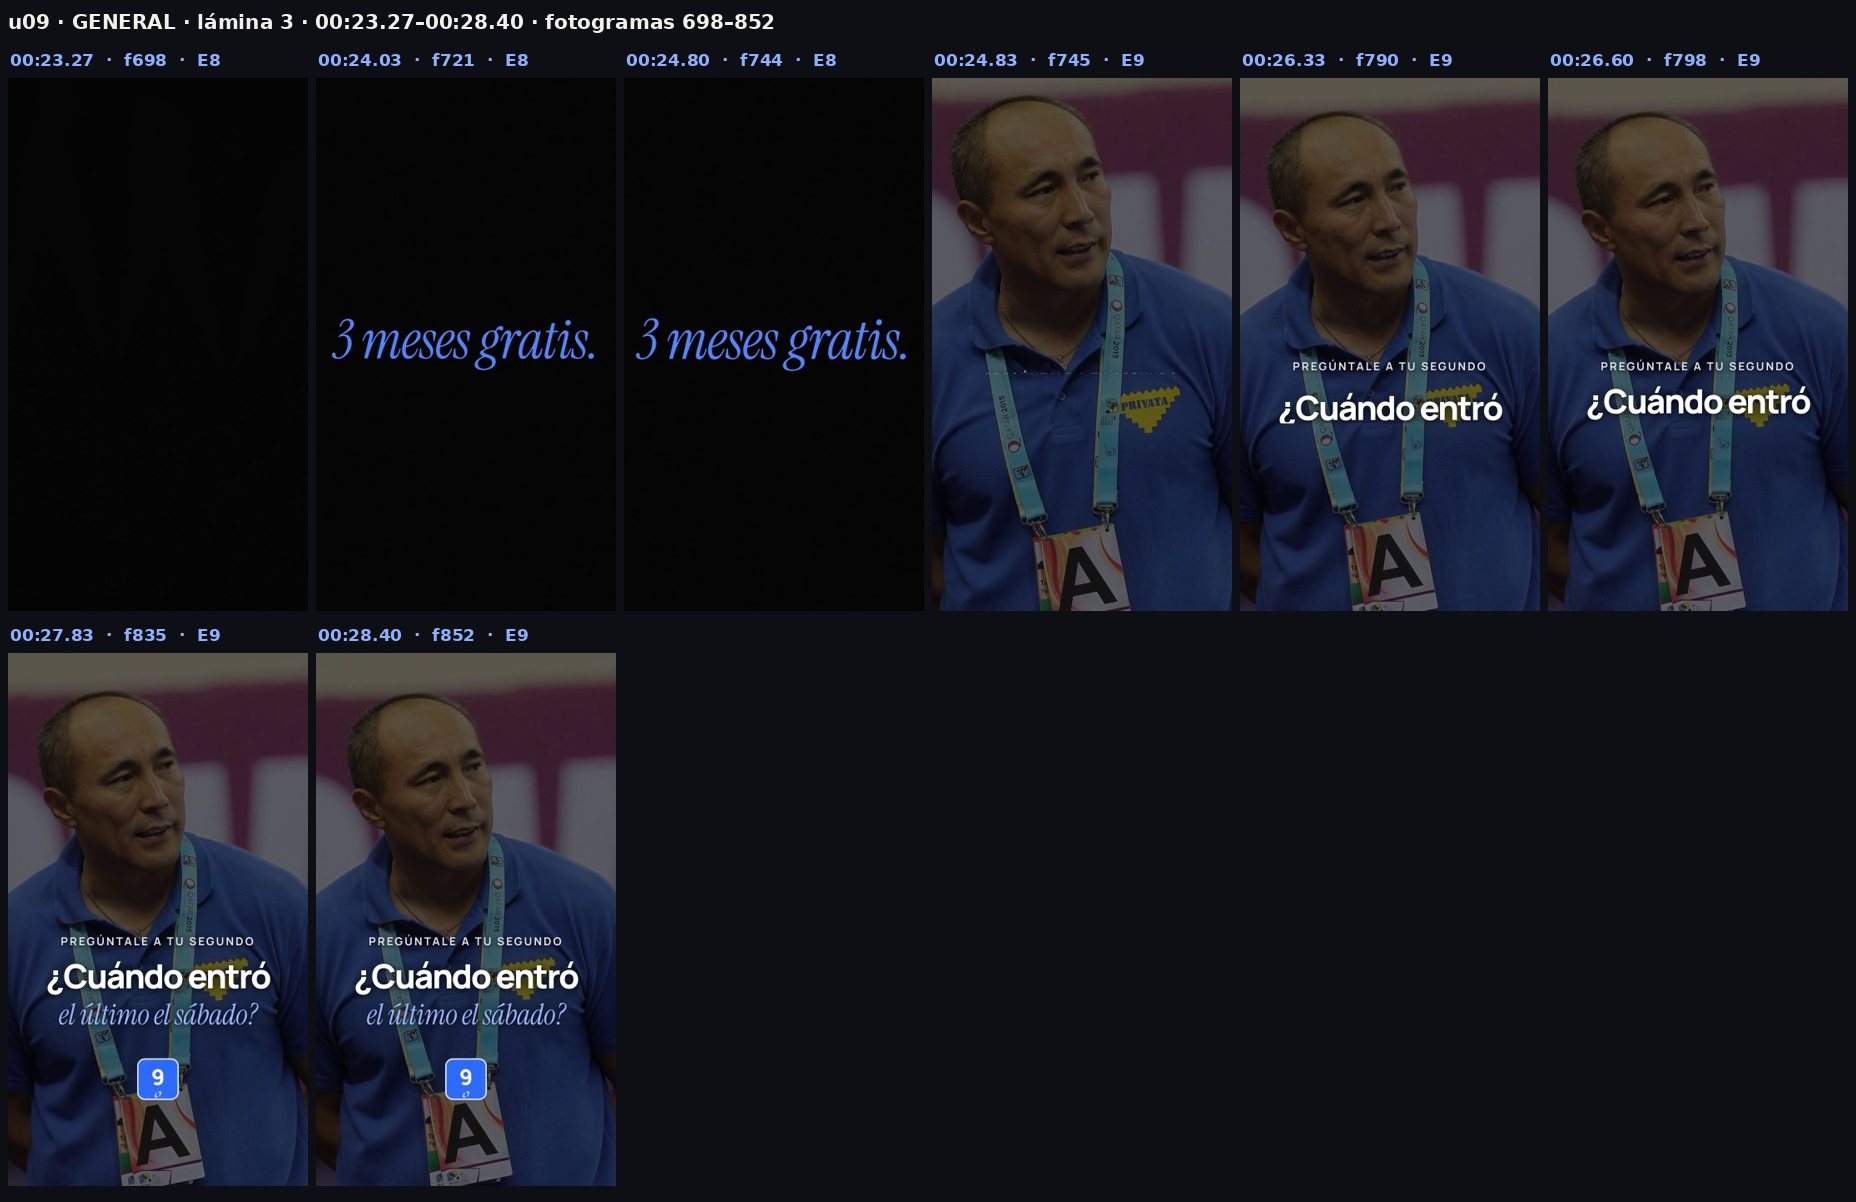 u09 · GENERAL · lámina 3 · 00:23.27–00:28.40 · fotogramas 698–852
00:23.27 · f698 · E8
00:24.03 · f721 · E8
00:24.80 · f744 · E8
00:24.83 · f745 · E9
00:26.33 · f790 · E9
00:26.60 · f798 · E9
3 meses gratis.
3 meses gratis.
QATAR 2015
PRIVATA
A
PREGÚNTALE A TU SEGUNDO
¿Cuándo entró
A
PREGÚNTALE A TU SEGUNDO
¿Cuándo entró
A
00:27.83 · f835 · E9
00:28.40 · f852 · E9
PREGÚNTALE A TU SEGUNDO
¿Cuándo entró
el último el sábado?
9
¿?
A
PREGÚNTALE A TU SEGUNDO
¿Cuándo entró
el último el sábado?
9
¿?
A